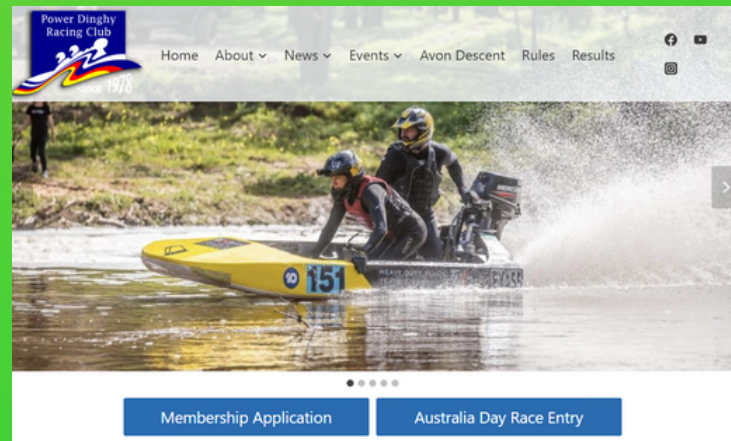 Power Dinghy
Racing Club
SINCE 1978
Home About News Events Avon Descent Rules Results
10 151
Membership Application
Australia Day Race Entry